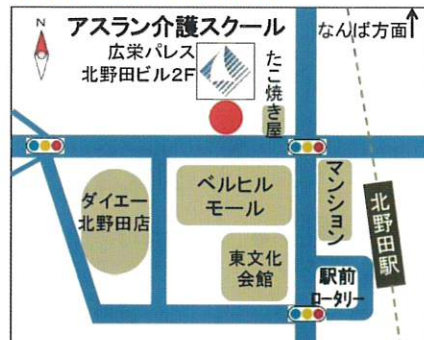 N
アスラン介護スクール
広栄パレス
北野田ビル2F
たこ焼き屋
なんば方面
ダイエー
北野田店
ベルヒル
モール
マンション
北野田駅
東文化
会館
駅前
ロータリー